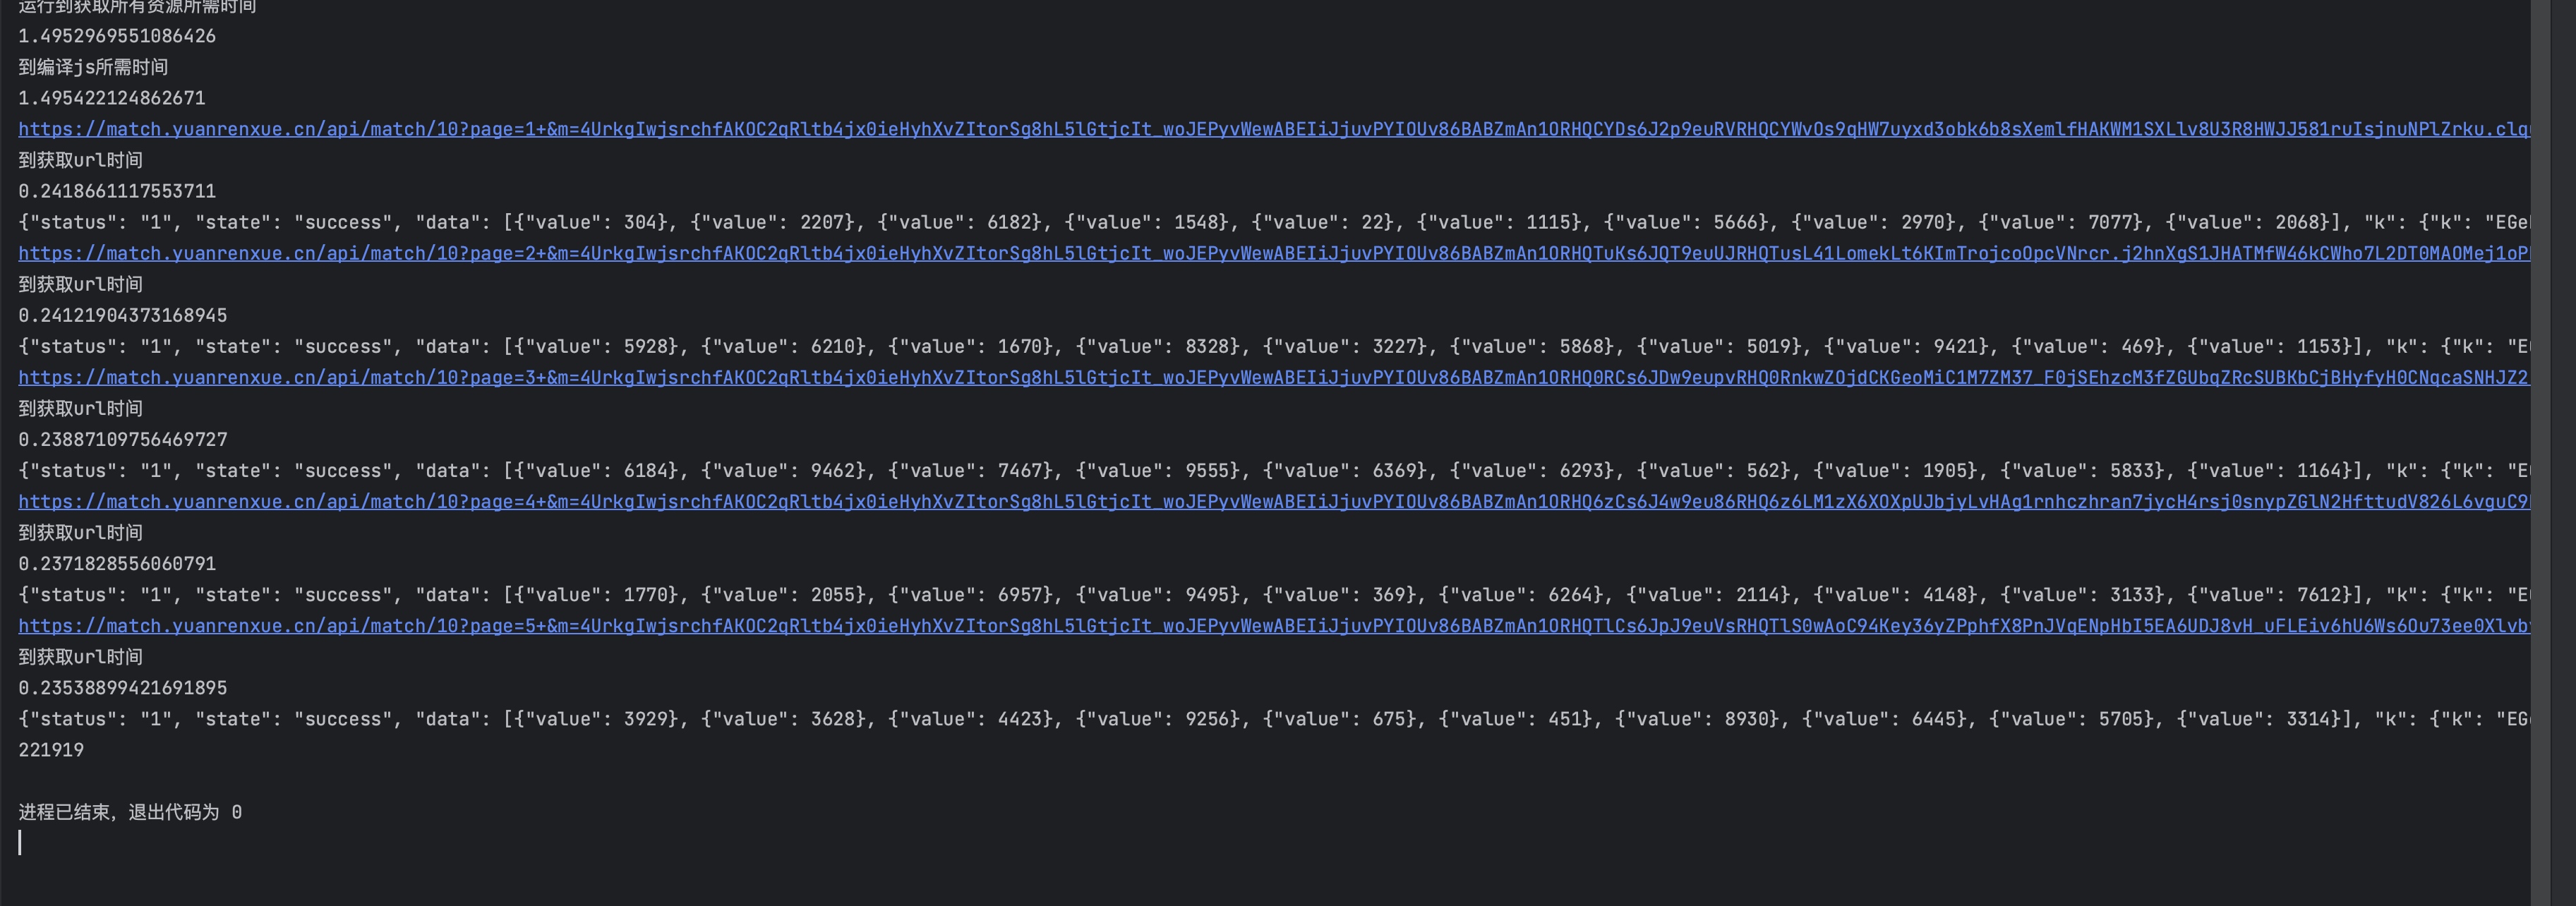 运行到获取所有资源所需时间
1.4952969551086426
到编译js所需时间
1.495422124862671
https://match.yuanrenxue.cn/api/match/10?page=1+&m=4UrkgIwjsrchfAKOC2qRltb4jx0ieHyhXvZItorSg8hL5lGtjcIt_woJEPyvWewABEIiJjuvPYIOUv86BABZmAn1ORHQCYDs6J2p9euRVRHQCYWvOs9qHW7uyxd3obk6b8sXemlfHAKWM1SXLlv8U3R8HWJJ581ruIsjnuNPlZrku.clq
到获取url时间
0.2418661117553711
{"status": "1", "state": "success", "data": [{"value": 304}, {"value": 2207}, {"value": 6182}, {"value": 1548}, {"value": 22}, {"value": 1115}, {"value": 5666}, {"value": 2970}, {"value": 7077}, {"value": 2068}], "k": {"k": "EGe
https://match.yuanrenxue.cn/api/match/10?page=2+&m=4UrkgIwjsrchfAKOC2qRltb4jx0ieHyhXvZItorSg8hL5lGtjcIt_woJEPyvWewABEIiJjuvPYIOUv86BABZmAn1ORHQTuKs6JQT9euUJRHQTusL41LomekLt6KImTrojcoOpcVNrcr.j2hnXgS1JHATMfW46kCWho7L2DT0MAOMej1oP
到获取url时间
0.24121904373168945
{"status": "1", "state": "success", "data": [{"value": 5928}, {"value": 6210}, {"value": 1670}, {"value": 8328}, {"value": 3227}, {"value": 5868}, {"value": 5019}, {"value": 9421}, {"value": 469}, {"value": 1153}], "k": {"k": "E
https://match.yuanrenxue.cn/api/match/10?page=3+&m=4UrkgIwjsrchfAKOC2qRltb4jx0ieHyhXvZItorSg8hL5lGtjcIt_woJEPyvWewABEIiJjuvPYIOUv86BABZmAn1ORHQ0RCs6JDw9eupvRHQ0RnkwZOjdCKGeoMiC1M7ZM37_F0jSEhzcM3fZGUbqZRcSUBKbCjBHyfyH0CNqcaSNHJZ2
到获取url时间
0.23887109756469727
{"status": "1", "state": "success", "data": [{"value": 6184}, {"value": 9462}, {"value": 7467}, {"value": 9555}, {"value": 6369}, {"value": 6293}, {"value": 562}, {"value": 1905}, {"value": 5833}, {"value": 1164}], "k": {"k": "E
https://match.yuanrenxue.cn/api/match/10?page=4+&m=4UrkgIwjsrchfAKOC2qRltb4jx0ieHyhXvZItorSg8hL5lGtjcIt_woJEPyvWewABEIiJjuvPYIOUv86BABZmAn1ORHQ6zCs6J4w9eu86RHQ6z6LM1zX6XOXpUJbjyLvHAg1rnhczhran7jycH4rsj0snypZGlN2HfttudV826L6vguC9
到获取url时间
0.2371828556060791
{"status": "1", "state": "success", "data": [{"value": 1770}, {"value": 2055}, {"value": 6957}, {"value": 9495}, {"value": 369}, {"value": 6264}, {"value": 2114}, {"value": 4148}, {"value": 3133}, {"value": 7612}], "k": {"k": "E
https://match.yuanrenxue.cn/api/match/10?page=5+&m=4UrkgIwjsrchfAKOC2qRltb4jx0ieHyhXvZItorSg8hL5lGtjcIt_woJEPyvWewABEIiJjuvPYIOUv86BABZmAn1ORHQTlCs6JpJ9euVsRHQTlS0wAoC94Key36yZPphfX8PnJVqENpHbI5EA6UDJ8vH_uFLEiv6hU6Ws6Ou73ee0Xlvb
到获取url时间
0.23538899421691895
{"status": "1", "state": "success", "data": [{"value": 3929}, {"value": 3628}, {"value": 4423}, {"value": 9256}, {"value": 675}, {"value": 451}, {"value": 8930}, {"value": 6445}, {"value": 5705}, {"value": 3314}], "k": {"k": "EG
221919
进程已结束，退出代码为 0